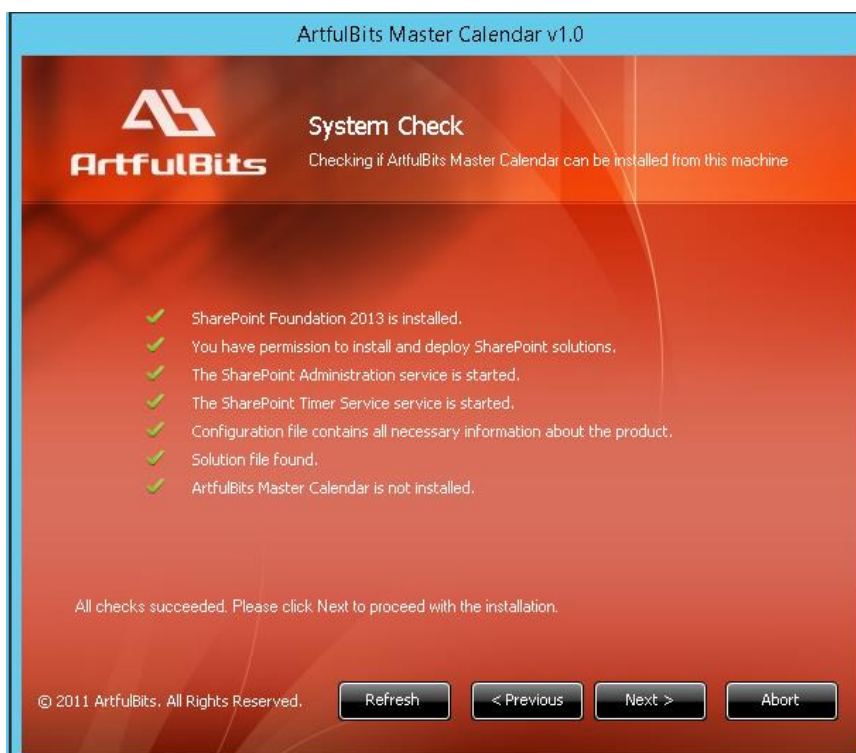 ArtfulBits Master Calendar v1.0
ArtfulBits
System Check
Checking if ArtfulBits Master Calendar can be installed from this machine
SharePoint Foundation 2013 is installed.
You have permission to install and deploy SharePoint solutions.
The SharePoint Administration service is started.
The SharePoint Timer Service service is started.
Configuration file contains all necessary information about the product.
Solution file found.
ArtfulBits Master Calendar is not installed.
All checks succeeded. Please click Next to proceed with the installation.
© 2011 ArtfulBits. All Rights Reserved. Refresh < Previous Next > Abort